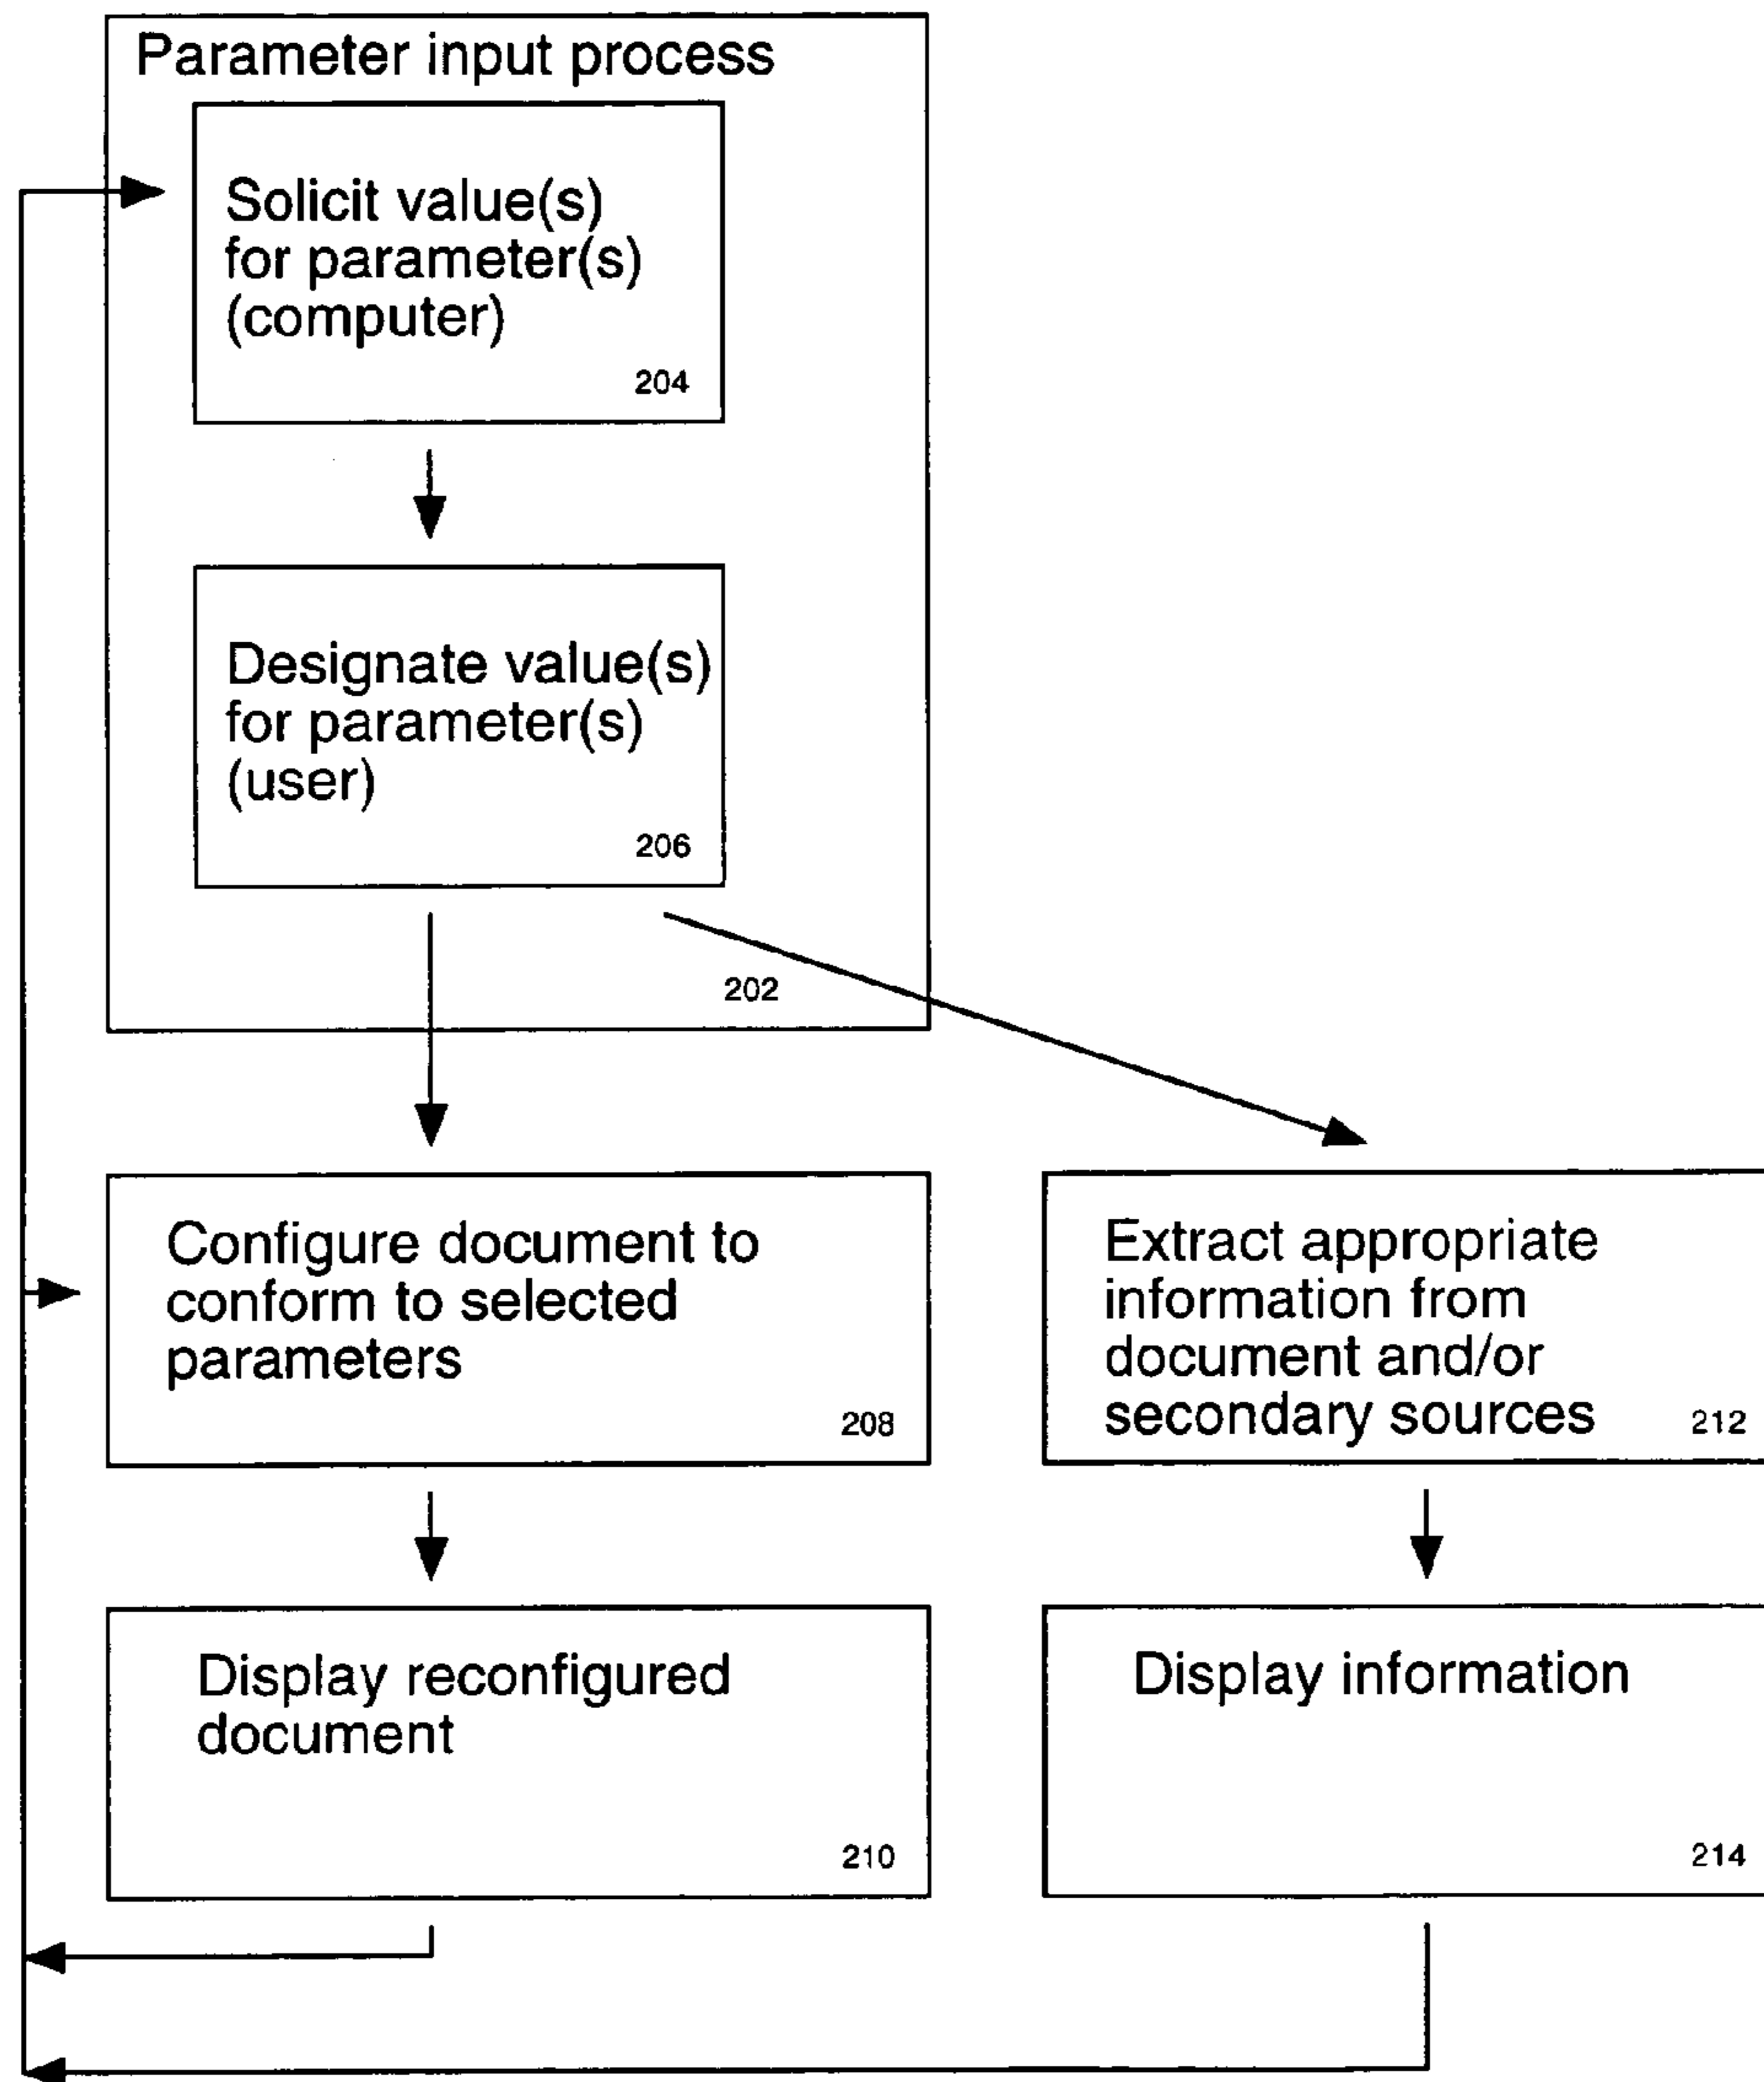 Parameter input process
Solicit value(s)
for parameter(s)
(computer)
204
Designate value(s)
for parameter(s)
(user)
206
202
Configure document to
conform to selected
parameters
208
Extract appropriate
information from
document and/or
secondary sources
212
Display reconfigured
document
210
Display information
214